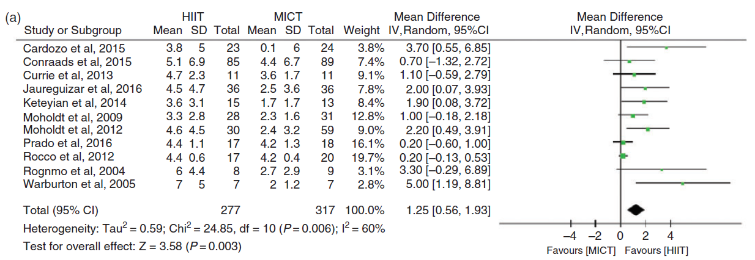 (a)
HIIT MICT Mean Difference Mean Difference
Study or Subgroup Mean SD Total Mean SD Total Weight IV,Random, 95%CI IV,Random, 95%CI
Cardozo et al, 2015 3.8 5 23 0.1 6 24 3.8% 3.70 [0.55, 6.85]
Conraads et al, 2015 5.1 6.9 85 4.4 6.7 89 7.4% 0.70 [-1.32, 2.72]
Currie et al, 2013 4.7 2.3 11 3.6 1.7 11 9.1% 1.10 [-0.59, 2.79]
Jaureguizar et al, 2016 4.5 4.7 36 2.5 3.6 36 7.8% 2.00 [0.07, 3.93]
Keteyian et al, 2014 3.6 3.1 15 1.7 1.7 13 8.4% 1.90 [0.08, 3.72]
Moholdt et al, 2009 3.3 2.8 28 2.3 1.6 31 12.8% 1.00 [-0.18, 2.18]
Moholdt et al, 2012 4.6 4.5 30 2.4 3.2 59 9.0% 2.20 [0.49, 3.91]
Prado et al, 2016 4.4 1.1 17 4.2 1.3 18 16.1% 0.20 [-0.60, 1.00]
Rocco et al, 2012 4.4 0.6 17 4.2 0.4 20 19.7% 0.20 [-0.13, 0.53]
Rognmo et al, 2004 6 4.4 8 2.7 2.9 9 3.0% 3.30 [-0.29, 6.89]
Warburton et al, 2005 7 5 7 2 1.2 7 2.8% 5.00 [1.19, 8.81]
Total (95% CI) 277 317 100.0% 1.25 [0.56, 1.93]
Heterogeneity: Tau2 = 0.59; Chi2 = 24.85, df = 10 (P = 0.006); I2 = 60%
Test for overall effect: Z = 3.58 (P = 0.003)
−4 −2 0 2 4
Favours [MICT] Favours [HIIT]